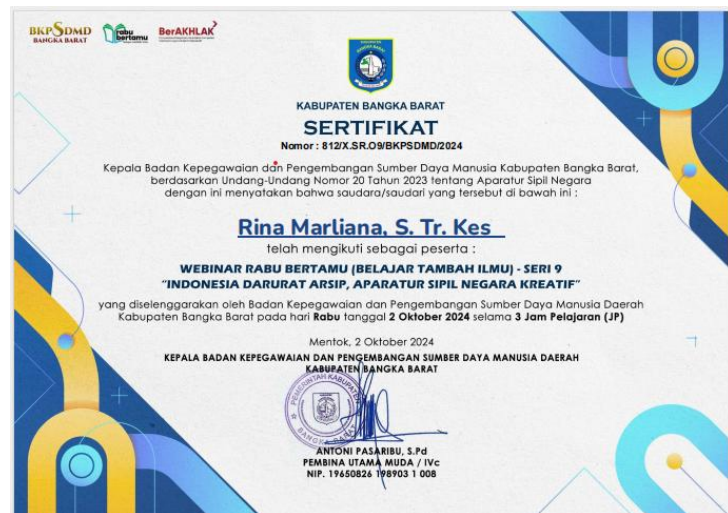 BKPSDMD
BANGKA BARAT
rabu
bertamu
BerAKHLAK
KABUPATEN BANGKA BARAT
SERTIFIKAT
Nomor : 812/X.SR.O9/BKPSDMD/2024
Kepala Badan Kepegawaian dan Pengembangan Sumber Daya Manusia Kabupaten Bangka Barat,
berdasarkan Undang-Undang Nomor 20 Tahun 2023 tentang Aparatur Sipil Negara
dengan ini menyatakan bahwa saudara/saudari yang tersebut di bawah ini :
Rina Marliana, S. Tr. Kes
telah mengikuti sebagai peserta :
WEBINAR RABU BERTAMU (BELAJAR TAMBAH ILMU) - SERI 9
"INDONESIA DARURAT ARSIP, APARATUR SIPIL NEGARA KREATIF"
yang diselenggarakan oleh Badan Kepegawaian dan Pengembangan Sumber Daya Manusia Daerah
Kabupaten Bangka Barat pada hari Rabu tanggal 2 Oktober 2024 selama 3 Jam Pelajaran (JP)
Mentok, 2 Oktober 2024
KEPALA BADAN KEPEGAWAIAN DAN PENGEMBANGAN SUMBER DAYA MANUSIA DAERAH
KABUPATEN BANGKA BARAT
PEMERINTAH KABUPATEN
BANGKA BARAT
ANTONI PASARIBU, S.Pd
PEMBINA UTAMA MUDA / IVc
NIP. 19650826 198903 1 008